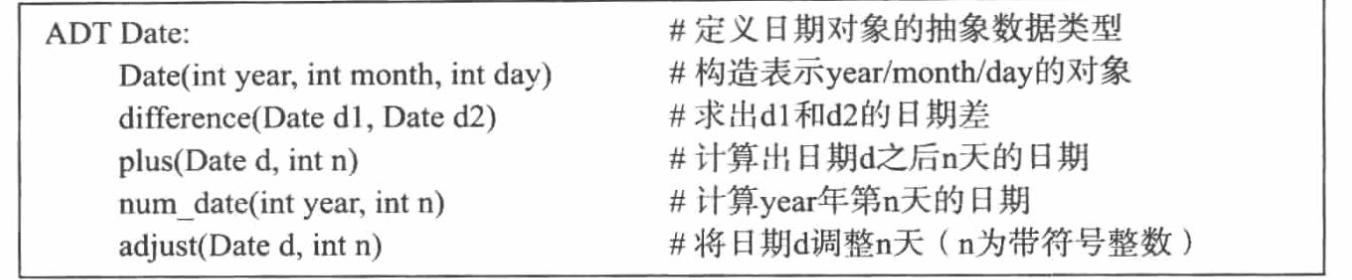 ADT Date: #定义日期对象的抽象数据类型
Date(int year, int month, int day) #构造表示year/month/day的对象
difference(Date d1, Date d2) #求出d1和d2的日期差
plus(Date d, int n) #计算出日期d之后n天的日期
num_date(int year, int n) #计算year年第n天的日期
adjust(Date d, int n) #将日期d调整n天（n为带符号整数）